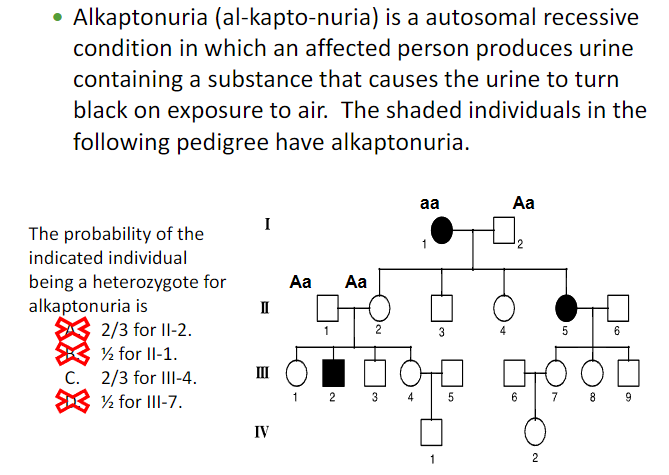 • Alkaptonuria (al-kapto-nuria) is a autosomal recessive
condition in which an affected person produces urine
containing a substance that causes the urine to turn
black on exposure to air.  The shaded individuals in the
following pedigree have alkaptonuria.
aa Aa
I
1 2
The probability of the
indicated individual
being a heterozygote for
alkaptonuria is
A. 2/3 for II-2.
B. ½ for II-1.
C. 2/3 for III-4.
D. ½ for III-7.
Aa Aa
II
1 2 3 4 5 6
III
1 2 3 4 5 6 7 8 9
IV
1 2